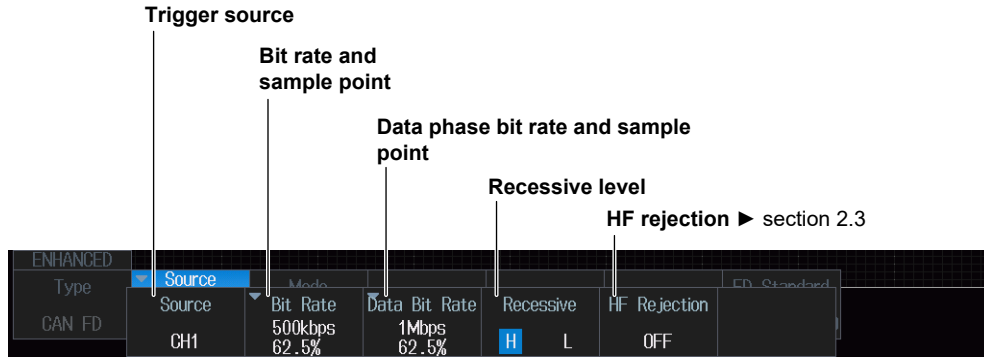 Trigger source
Bit rate and
sample point
Data phase bit rate and sample
point
Recessive level
HF rejection ► section 2.3
ENHANCED
Type
CAN FD
Source
Mode
FD Standard
Source
CH1
Bit Rate
500kbps
62.5%
Data Bit Rate
1Mbps
62.5%
Recessive
H L
HF Rejection
OFF